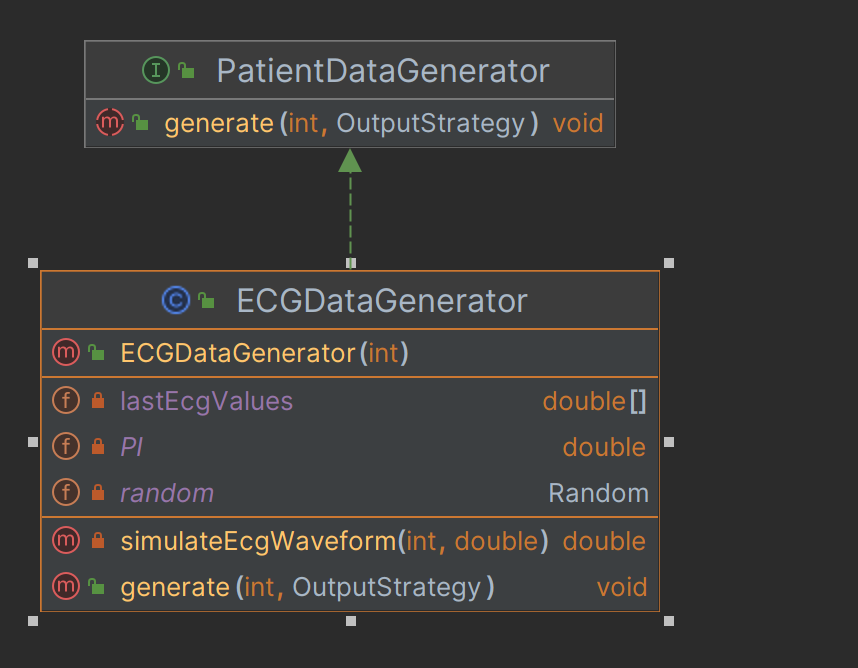 I PatientDataGenerator
m generate(int, OutputStrategy) void
C ECGDataGenerator
m ECGDataGenerator(int)
f lastEcgValues double[]
f PI double
f random Random
m simulateEcgWaveform(int, double) double
m generate(int, OutputStrategy) void